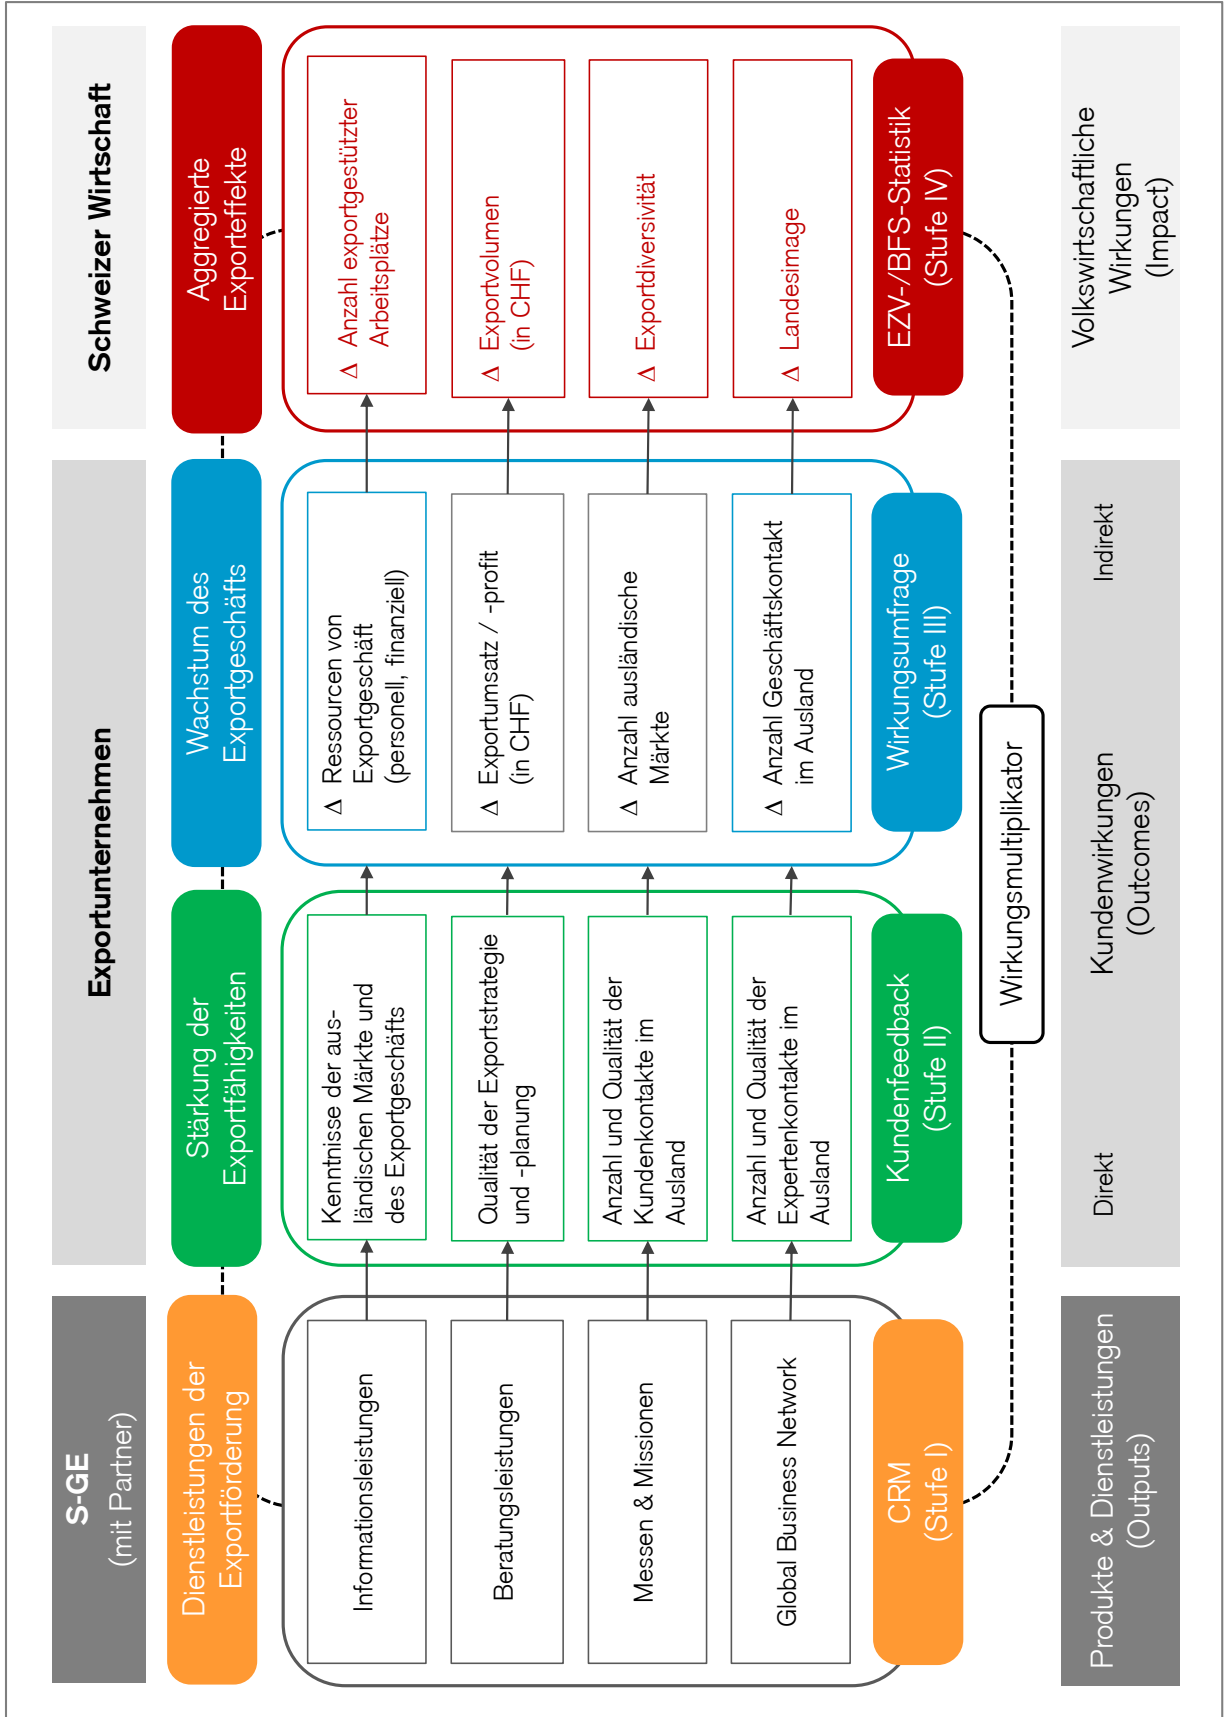 S-GE
(mit Partner)
Exportunternehmen
Schweizer Wirtschaft
Dienstleistungen der
Exportförderung
Stärkung der
Exportfähigkeiten
Wachstum des
Exportgeschäfts
Aggregierte
Exporteffekte
Informationsleistungen
Kenntnisse der aus-
ländischen Märkte und
des Exportgeschäfts
Δ Ressourcen von
Exportgeschäft
(personell, finanziell)
Δ Anzahl exportgestützter
Arbeitsplätze
Beratungsleistungen
Qualität der Exportstrategie
und -planung
Δ Exportumsatz / -profit
(in CHF)
Δ Exportvolumen
(in CHF)
Messen & Missionen
Anzahl und Qualität der
Kundenkontakte im
Ausland
Δ Anzahl ausländische
Märkte
Δ Exportdiversivität
Global Business Network
Anzahl und Qualität der
Expertenkontakte im
Ausland
Δ Anzahl Geschäftskontakt
im Ausland
Δ Landesimage
CRM
(Stufe I)
Kundenfeedback
(Stufe II)
Wirkungsumfrage
(Stufe III)
EZV-/BFS-Statistik
(Stufe IV)
Wirkungsmultiplikator
Produkte & Dienstleistungen
(Outputs)
Direkt
Kundenwirkungen
(Outcomes)
Indirekt
Volkswirtschaftliche
Wirkungen
(Impact)